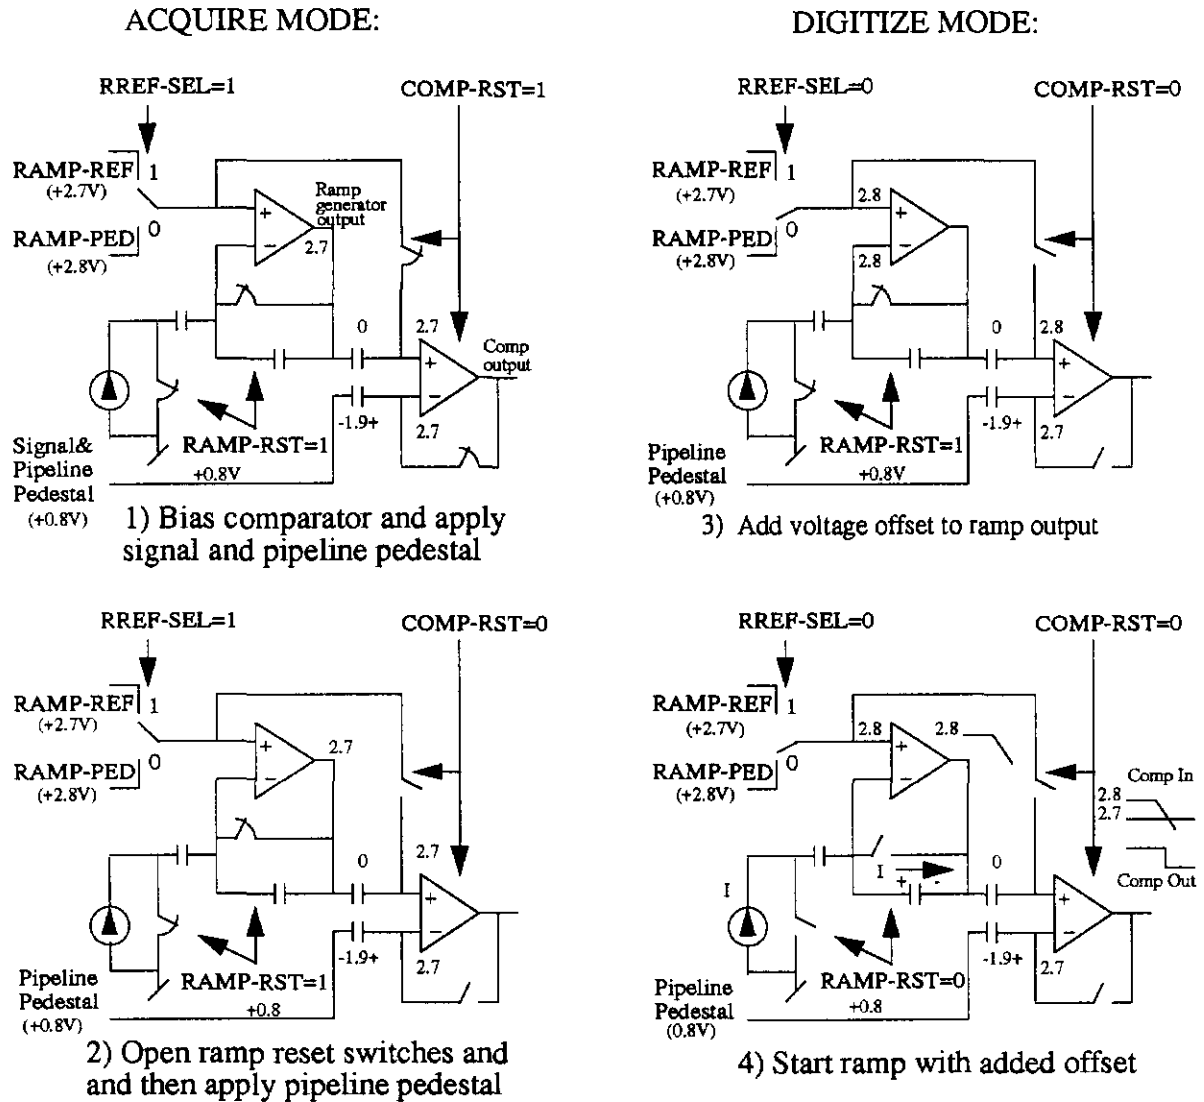 ACQUIRE MODE:
DIGITIZE MODE:
RREF-SEL=1
COMP-RST=1
RAMP-REF
1
(+2.7V)
0
RAMP-PED
(+2.8V)
+
−
Ramp
generator
output
2.7
0
2.7
+
−
Comp
output
-1.9+
2.7
RAMP-RST=1
+0.8V
Signal&
Pipeline
Pedestal
(+0.8V)
1) Bias comparator and apply
signal and pipeline pedestal
RREF-SEL=0
COMP-RST=0
RAMP-REF
1
(+2.7V)
0
RAMP-PED
(+2.8V)
2.8
+
−
2.8
0
2.8
+
−
-1.9+
2.7
RAMP-RST=1
+0.8V
Pipeline
Pedestal
(+0.8V)
3) Add voltage offset to ramp output
RREF-SEL=1
COMP-RST=0
RAMP-REF
1
(+2.7V)
0
RAMP-PED
(+2.8V)
+
−
2.7
0
2.7
+
−
-1.9+
2.7
RAMP-RST=1
+0.8
Pipeline
Pedestal
(+0.8V)
2) Open ramp reset switches and
and then apply pipeline pedestal
RREF-SEL=0
COMP-RST=0
RAMP-REF
1
(+2.7V)
0
RAMP-PED
(+2.8V)
2.8
+
−
2.8
Comp In
2.8
2.7
Comp Out
I
+ -
0
I
+
−
-1.9+
2.7
RAMP-RST=0
+0.8
Pipeline
Pedestal
(0.8V)
4) Start ramp with added offset